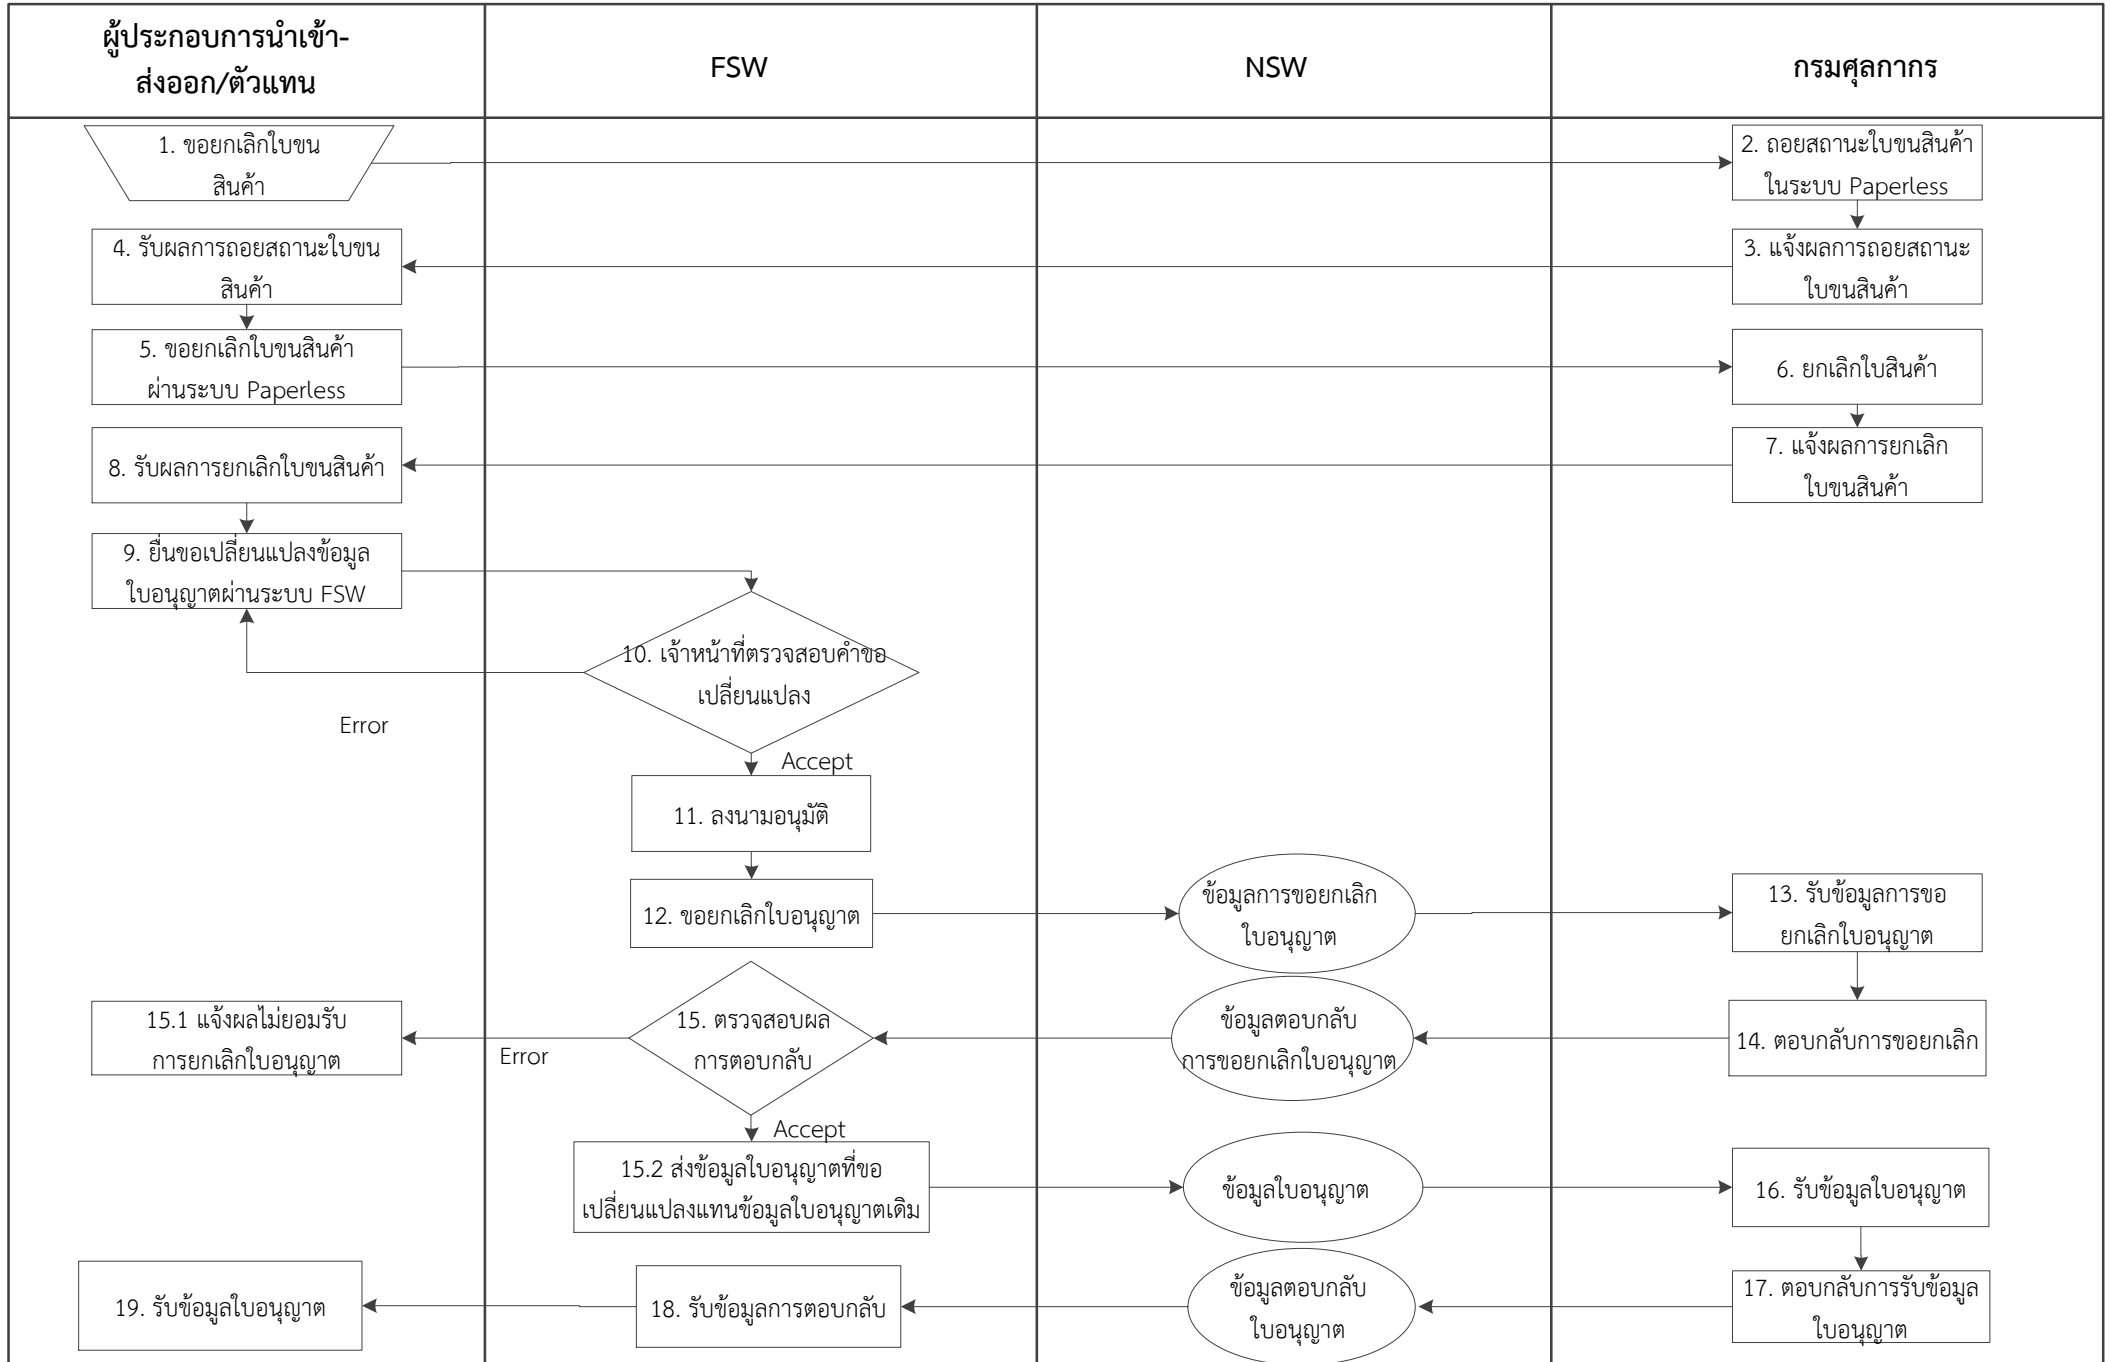 ผู้ประกอบการนำเข้า-
ส่งออก/ตัวแทน
FSW
NSW
กรมศุลกากร
1. ขอยกเลิกใบขน
สินค้า
2. ถอยสถานะใบขนสินค้า
ในระบบ Paperless
4. รับผลการถอยสถานะใบขน
สินค้า
3. แจ้งผลการถอยสถานะ
ใบขนสินค้า
5. ขอยกเลิกใบขนสินค้า
ผ่านระบบ Paperless
6. ยกเลิกใบสินค้า
8. รับผลการยกเลิกใบขนสินค้า
7. แจ้งผลการยกเลิก
ใบขนสินค้า
9. ยื่นขอเปลี่ยนแปลงข้อมูล
ใบอนุญาตผ่านระบบ FSW
10. เจ้าหน้าที่ตรวจสอบคำขอ
เปลี่ยนแปลง
Error
Accept
11. ลงนามอนุมัติ
12. ขอยกเลิกใบอนุญาต
ข้อมูลการขอยกเลิก
ใบอนุญาต
13. รับข้อมูลการขอ
ยกเลิกใบอนุญาต
15.1 แจ้งผลไม่ยอมรับ
การยกเลิกใบอนุญาต
Error
15. ตรวจสอบผล
การตอบกลับ
ข้อมูลตอบกลับ
การขอยกเลิกใบอนุญาต
14. ตอบกลับการขอยกเลิก
Accept
15.2 ส่งข้อมูลใบอนุญาตที่ขอ
เปลี่ยนแปลงแทนข้อมูลใบอนุญาตเดิม
ข้อมูลใบอนุญาต
16. รับข้อมูลใบอนุญาต
19. รับข้อมูลใบอนุญาต
18. รับข้อมูลการตอบกลับ
ข้อมูลตอบกลับ
ใบอนุญาต
17. ตอบกลับการรับข้อมูล
ใบอนุญาต